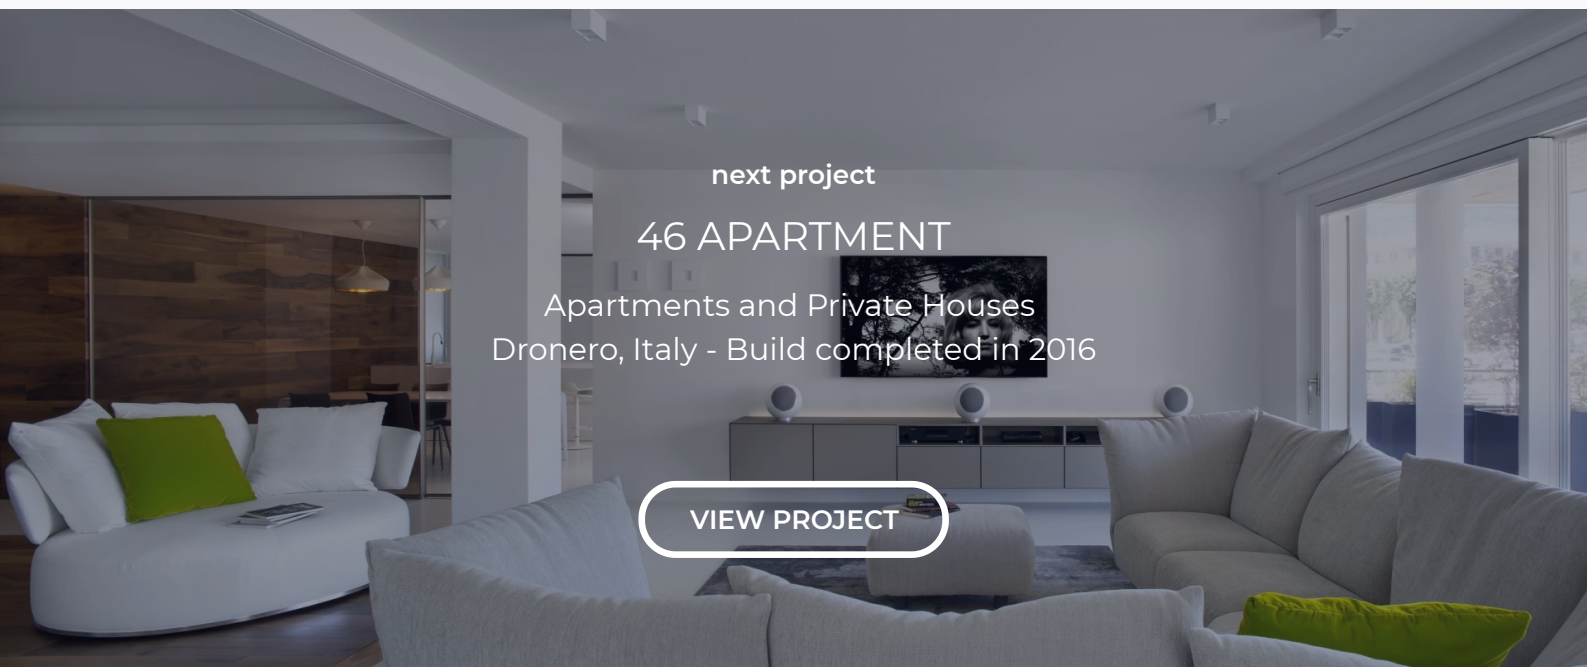 next project
46 APARTMENT
Apartments and Private Houses
Dronero, Italy - Build completed in 2016
VIEW PROJECT